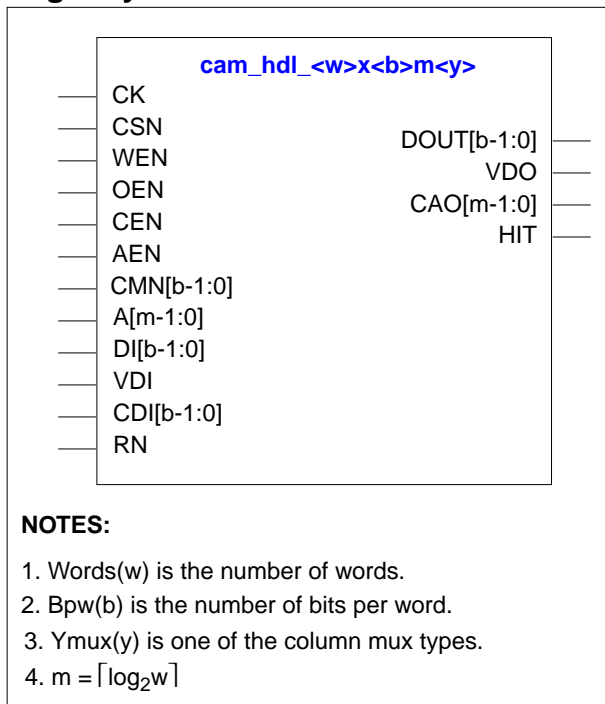 cam_hdl_<w>x<b>m<y>
CK
CSN
WEN
OEN
CEN
AEN
CMN[b-1:0]
A[m-1:0]
DI[b-1:0]
VDI
CDI[b-1:0]
RN
DOUT[b-1:0]
VDO
CAO[m-1:0]
HIT
NOTES:
1. Words(w) is the number of words.
2. Bpw(b) is the number of bits per word.
3. Ymux(y) is one of the column mux types.
4. m = ⌈log₂w⌉